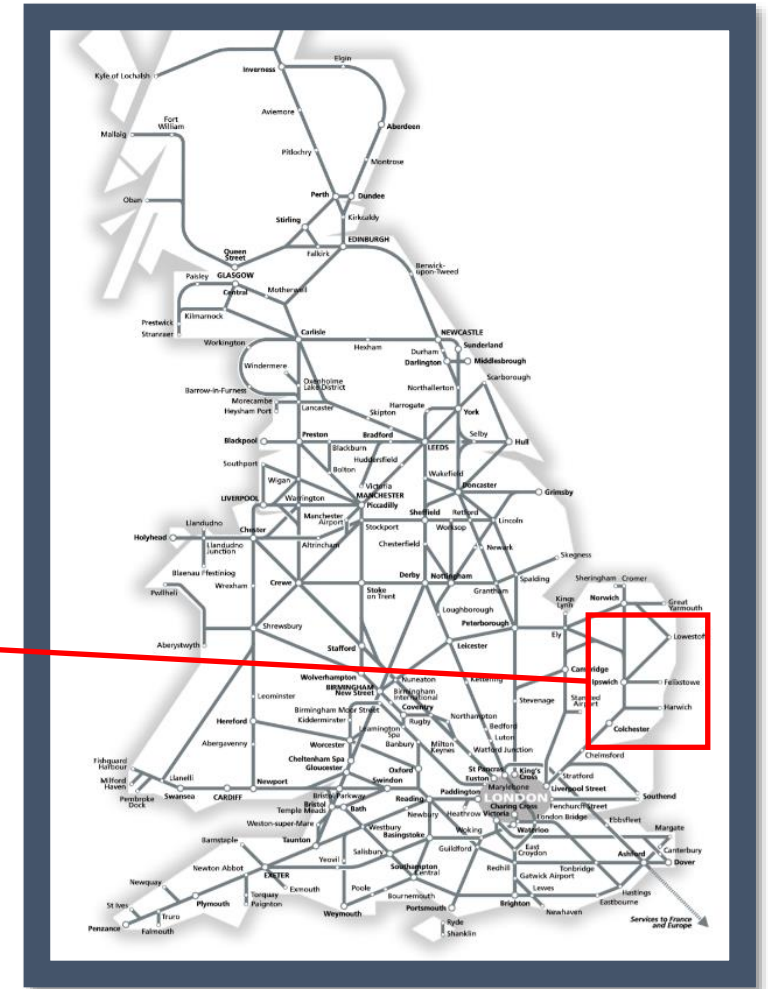 Elgin
Inverness
Kyle of Lochalsh
Aviemore
Fort
William
Mallaig
Aberdeen
Pitlochry
Montrose
Perth
Dundee
Oban
Stirling
Kirkcaldy
EDINBURGH
Queen
Street
Falkirk
GLASGOW
Central
Paisley
Motherwell
Berwick-
upon-Tweed
Kilmarnock
Prestwick
Stranraer
Carlisle
NEWCASTLE
Workington
Hexham
Durham
Sunderland
Darlington
Middlesbrough
Windermere
Oxenholme
Lake District
Northallerton
Scarborough
Barrow-in-Furness
Morecambe
Heysham Port
Lancaster
Harrogate
Skipton
York
Blackpool
Preston
Bradford
Selby
Hull
Blackburn
LEEDS
Huddersfield
Southport
Bolton
Wakefield
Wigan
Victoria
Doncaster
LIVERPOOL
Warrington
MANCHESTER
Piccadilly
Grimsby
Manchester
Airport
Sheffield
Retford
Llandudno
Stockport
Worksop
Lincoln
Holyhead
Chester
Llandudno
Junction
Altrincham
Chesterfield
Newark
Skegness
Blaenau Ffestiniog
Pwllheli
Wrexham
Crewe
Stoke
on Trent
Derby
Nottingham
Grantham
Spalding
Sheringham
Cromer
Kings
Lynn
Norwich
Great
Yarmouth
Loughborough
Peterborough
Aberystwyth
Shrewsbury
Stafford
Leicester
Ely
Lowestoft
Wolverhampton
BIRMINGHAM
New Street
Nuneaton
Birmingham
International
Kettering
Cambridge
Ipswich
Felixstowe
Leominster
Birmingham Moor Street
Kidderminster
Coventry
Rugby
Stevenage
Stansted
Airport
Harwich
Hereford
Leamington
Spa
Northampton
Bedford
Colchester
Abergavenny
Worcester
Banbury
Milton
Keynes
Luton
Watford Junction
Chelmsford
Cheltenham Spa
Gloucester
Oxford
St Pancras
Euston
King's
Cross
Stratford
Fishguard
Harbour
Milford
Haven
Pembroke
Dock
Llanelli
Swansea
CARDIFF
Newport
Swindon
Paddington
Marylebone
LONDON
Liverpool Street
Southend
Bristol Parkway
Bristol
Temple Meads
Bath
Reading
Heathrow
Victoria
Charing Cross
Fenchurch Street
London Bridge
Weston-super-Mare
Newbury
Waterloo
Ebbsfleet
Margate
Barnstaple
Taunton
Westbury
Basingstoke
Woking
Guildford
East
Croydon
Canterbury
Newton Abbot
Yeovil
Salisbury
Redhill
Tonbridge
Ashford
Dover
EXETER
Southampton
Central
Gatwick Airport
Newquay
Exmouth
Poole
Bournemouth
Lewes
Hastings
Eastbourne
St Ives
Truro
Plymouth
Torquay
Paignton
Weymouth
Portsmouth
Brighton
Newhaven
Penzance
Falmouth
Ryde
Shanklin
Services to France
and Europe